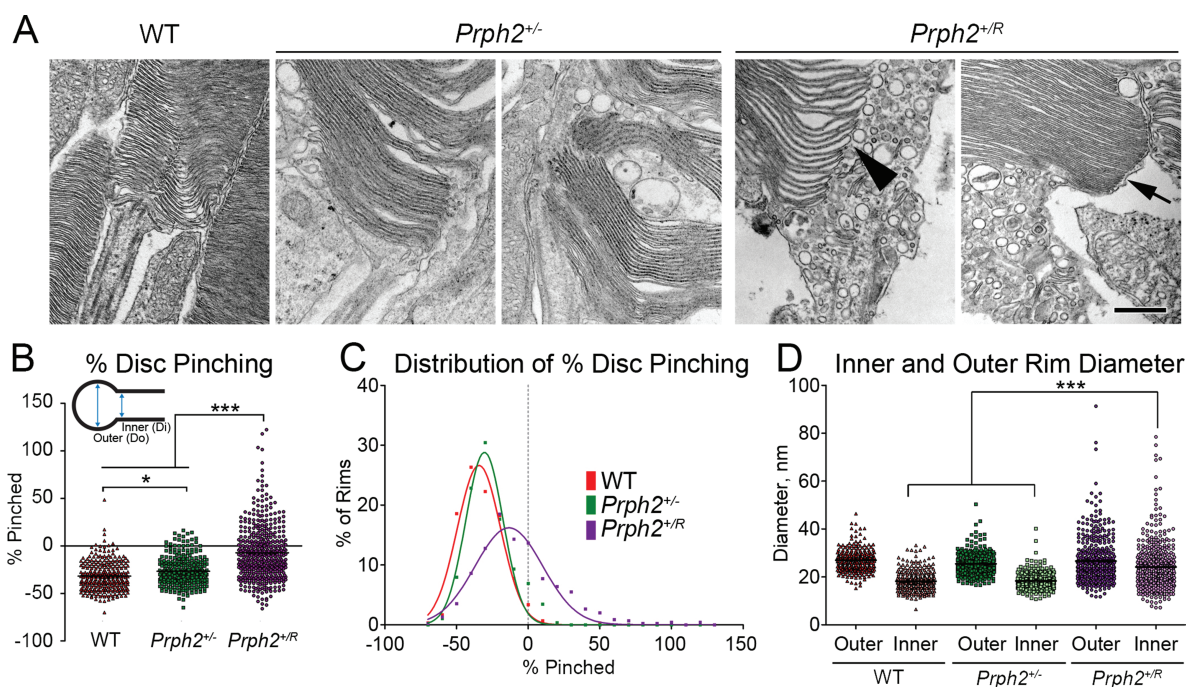 A
WT
Prph2+/-
Prph2+/R
B
% Disc Pinching
% Pinched
150
100
50
0
-50
-100
Inner (Di)
Outer (Do)
***
*
WT
Prph2+/-
Prph2+/R
C
Distribution of % Disc Pinching
% of Rims
40
30
20
10
0
-100
-50
0
50
100
150
% Pinched
WT
Prph2+/-
Prph2+/R
D
Inner and Outer Rim Diameter
Diameter, nm
100
80
60
40
20
0
***
Outer Inner Outer Inner Outer Inner
WT
Prph2+/-
Prph2+/R